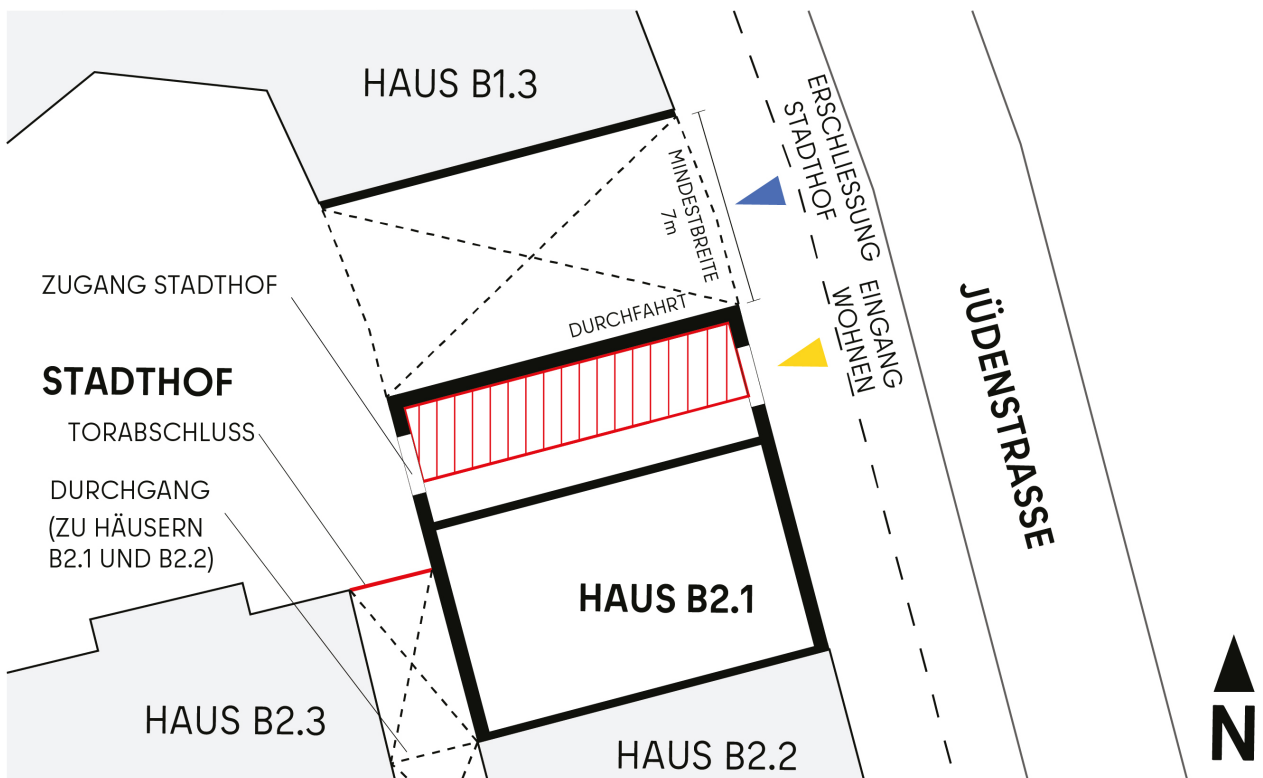 HAUS B1.3
ERSCHLIESSUNG
STADTHOF
MINDESTBREITE
7m
ZUGANG STADTHOF
DURCHFAHRT
EINGANG
WOHNEN
JÜDENSTRASSE
STADTHOF
TORABSCHLUSS
DURCHGANG
(ZU HÄUSERN
B2.1 UND B2.2)
HAUS B2.1
HAUS B2.3
HAUS B2.2
N